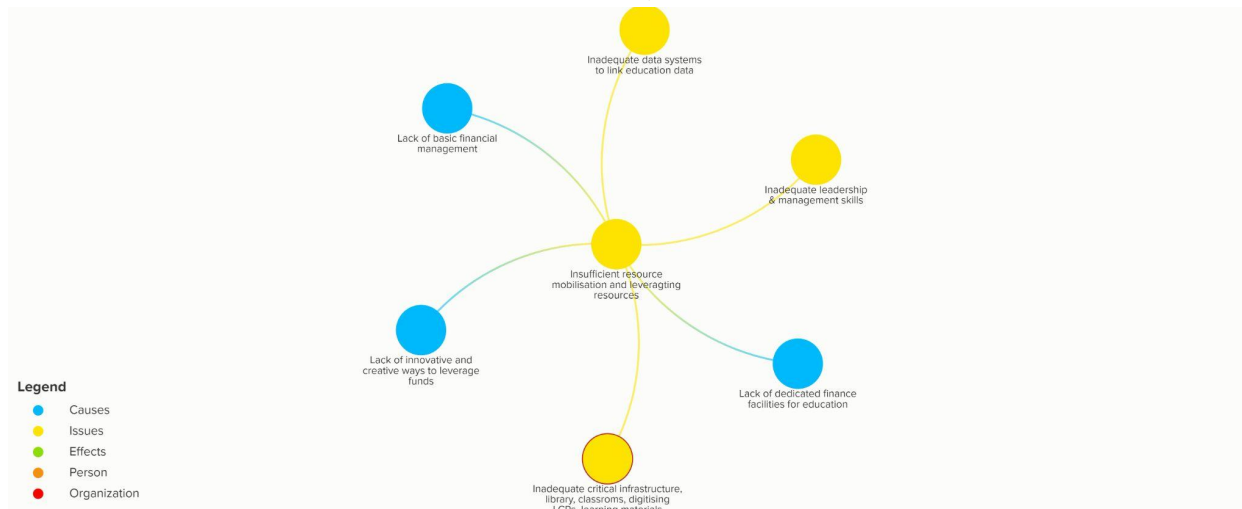 Inadequate data systems
to link education data
Lack of basic financial
management
Inadequate leadership
& management skills
Insufficient resource
mobilisation and leveragting
resources
Lack of innovative and
creative ways to leverage
funds
Lack of dedicated finance
facilities for education
Inadequate critical infrastructure,
library, classroms, digitising
learning materials
Legend
Causes
Issues
Effects
Person
Organization